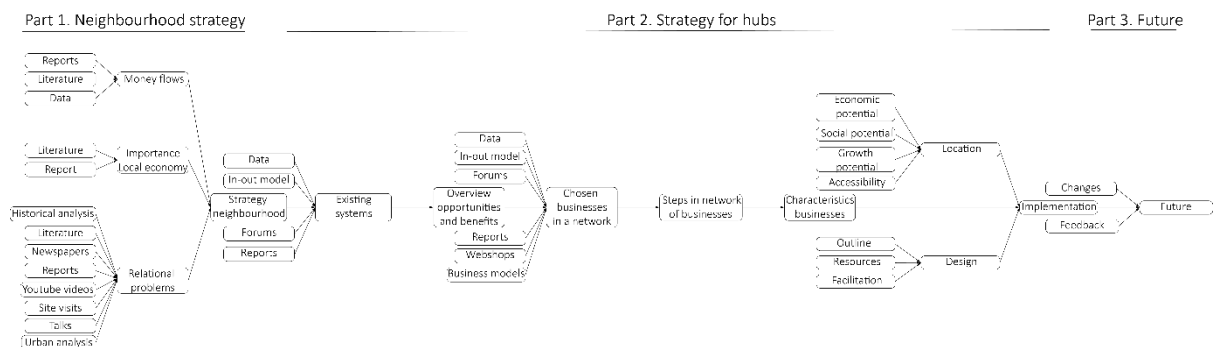 Part 1. Neighbourhood strategy
Part 2. Strategy for hubs
Part 3. Future
Reports
Literature
Data
Money flows
Literature
Report
Importance
Local economy
Historical analysis
Literature
Newspapers
Reports
Youtube videos
Site visits
Talks
Urban analysis
Relational
problems
Data
In-out model
Strategy
neighbourhood
Forums
Reports
Existing
systems
Data
In-out model
Forums
Overview
opportunities
and benefits
Reports
Webshops
Business models
Chosen
businesses
in a network
Steps in network
of businesses
Characteristics
businesses
Economic
potential
Social potential
Growth
potential
Accessibility
Location
Outline
Resources
Facilitation
Design
Implementation
Changes
Feedback
Future